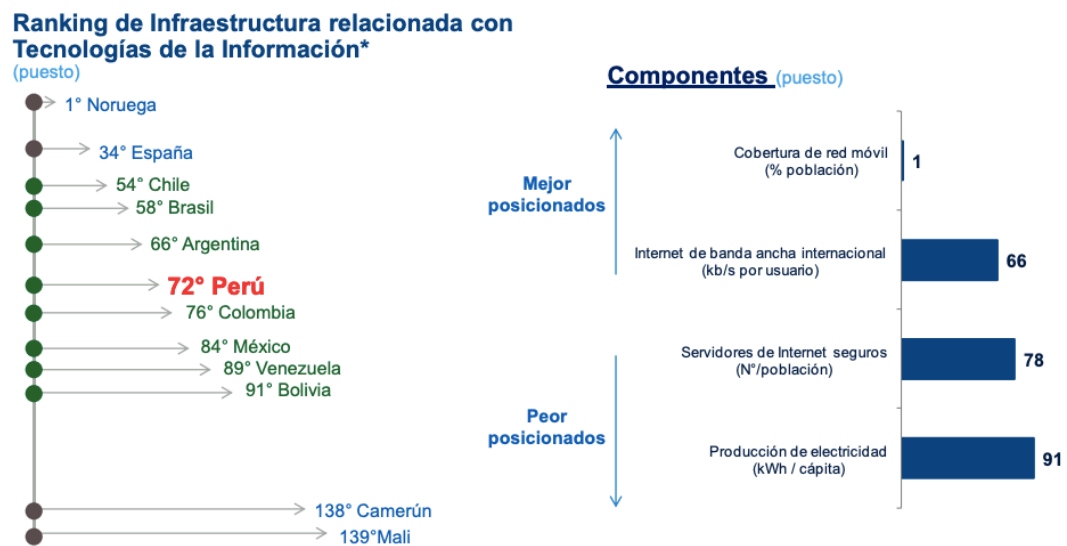 Ranking de Infraestructura relacionada con
Tecnologías de la Información*
(puesto)
1° Noruega
34° España
54° Chile
58° Brasil
66° Argentina
72° Perú
76° Colombia
84° México
89° Venezuela
91° Bolivia
138° Camerún
139°Mali
Componentes (puesto)
Mejor
posicionados
Peor
posicionados
Cobertura de red móvil
(% población)
1
Internet de banda ancha internacional
(kb/s por usuario)
66
Servidores de Internet seguros
(N°/población)
78
Producción de electricidad
(kWh / cápita)
91